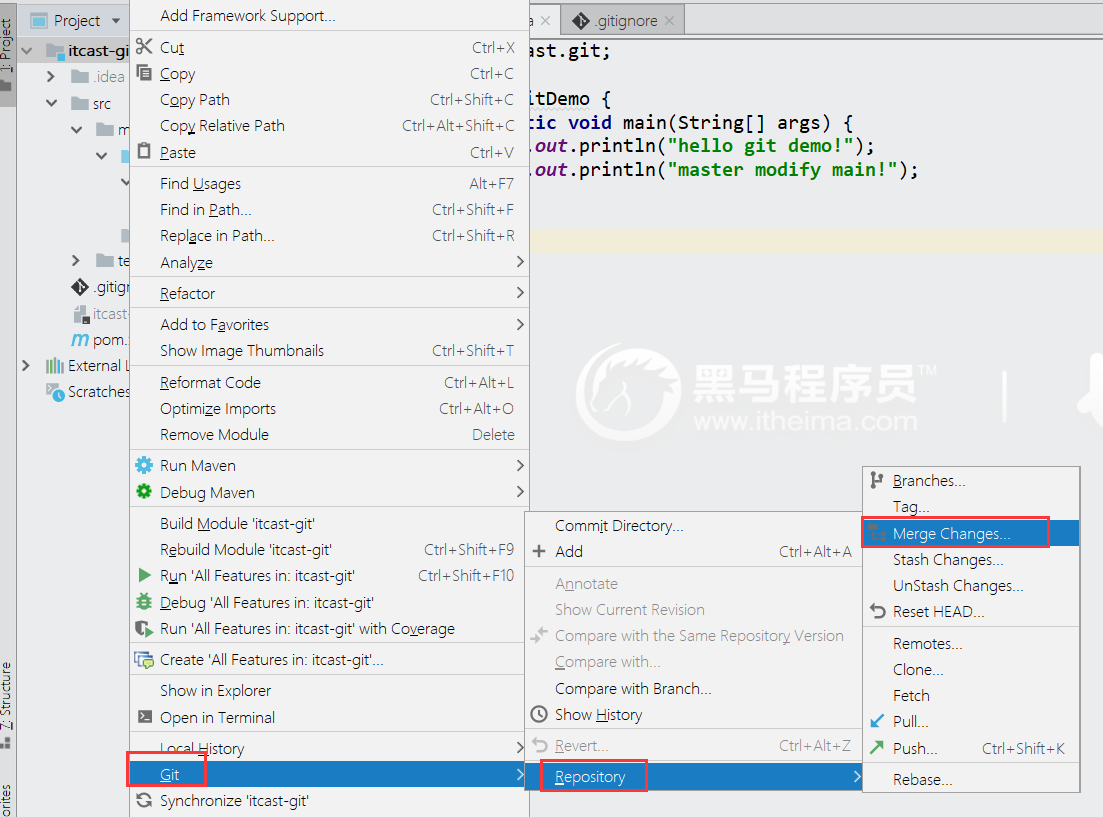 1: Project
Project
itcast-gi
.idea
src
m
te
.gitign
itcast-
pom.
External L
Scratches
Z: Structure
orites
a
.gitignore
ast.git;
itDemo {
tic void main(String[] args) {
.out.println("hello git demo!");
.out.println("master modify main!");
黑马程序员™
www.itheima.com
Add Framework Support...
Cut Ctrl+X
Copy Ctrl+C
Copy Path Ctrl+Shift+C
Copy Relative Path Ctrl+Alt+Shift+C
Paste Ctrl+V
Find Usages Alt+F7
Find in Path... Ctrl+Shift+F
Replace in Path... Ctrl+Shift+R
Analyze
Refactor
Add to Favorites
Show Image Thumbnails Ctrl+Shift+T
Reformat Code Ctrl+Alt+L
Optimize Imports Ctrl+Alt+O
Remove Module Delete
Run Maven
Debug Maven
Build Module 'itcast-git'
Rebuild Module 'itcast-git' Ctrl+Shift+F9
Run 'All Features in: itcast-git' Ctrl+Shift+F10
Debug 'All Features in: itcast-git'
Run 'All Features in: itcast-git' with Coverage
Create 'All Features in: itcast-git'...
Show in Explorer
Open in Terminal
Local History
Git
Synchronize 'itcast-git'
Commit Directory...
Add Ctrl+Alt+A
Annotate
Show Current Revision
Compare with the Same Repository Version
Compare with...
Compare with Branch...
Show History
Revert... Ctrl+Alt+Z
Repository
Branches...
Tag...
Merge Changes...
Stash Changes...
UnStash Changes...
Reset HEAD...
Remotes...
Clone...
Fetch
Pull...
Push... Ctrl+Shift+K
Rebase...